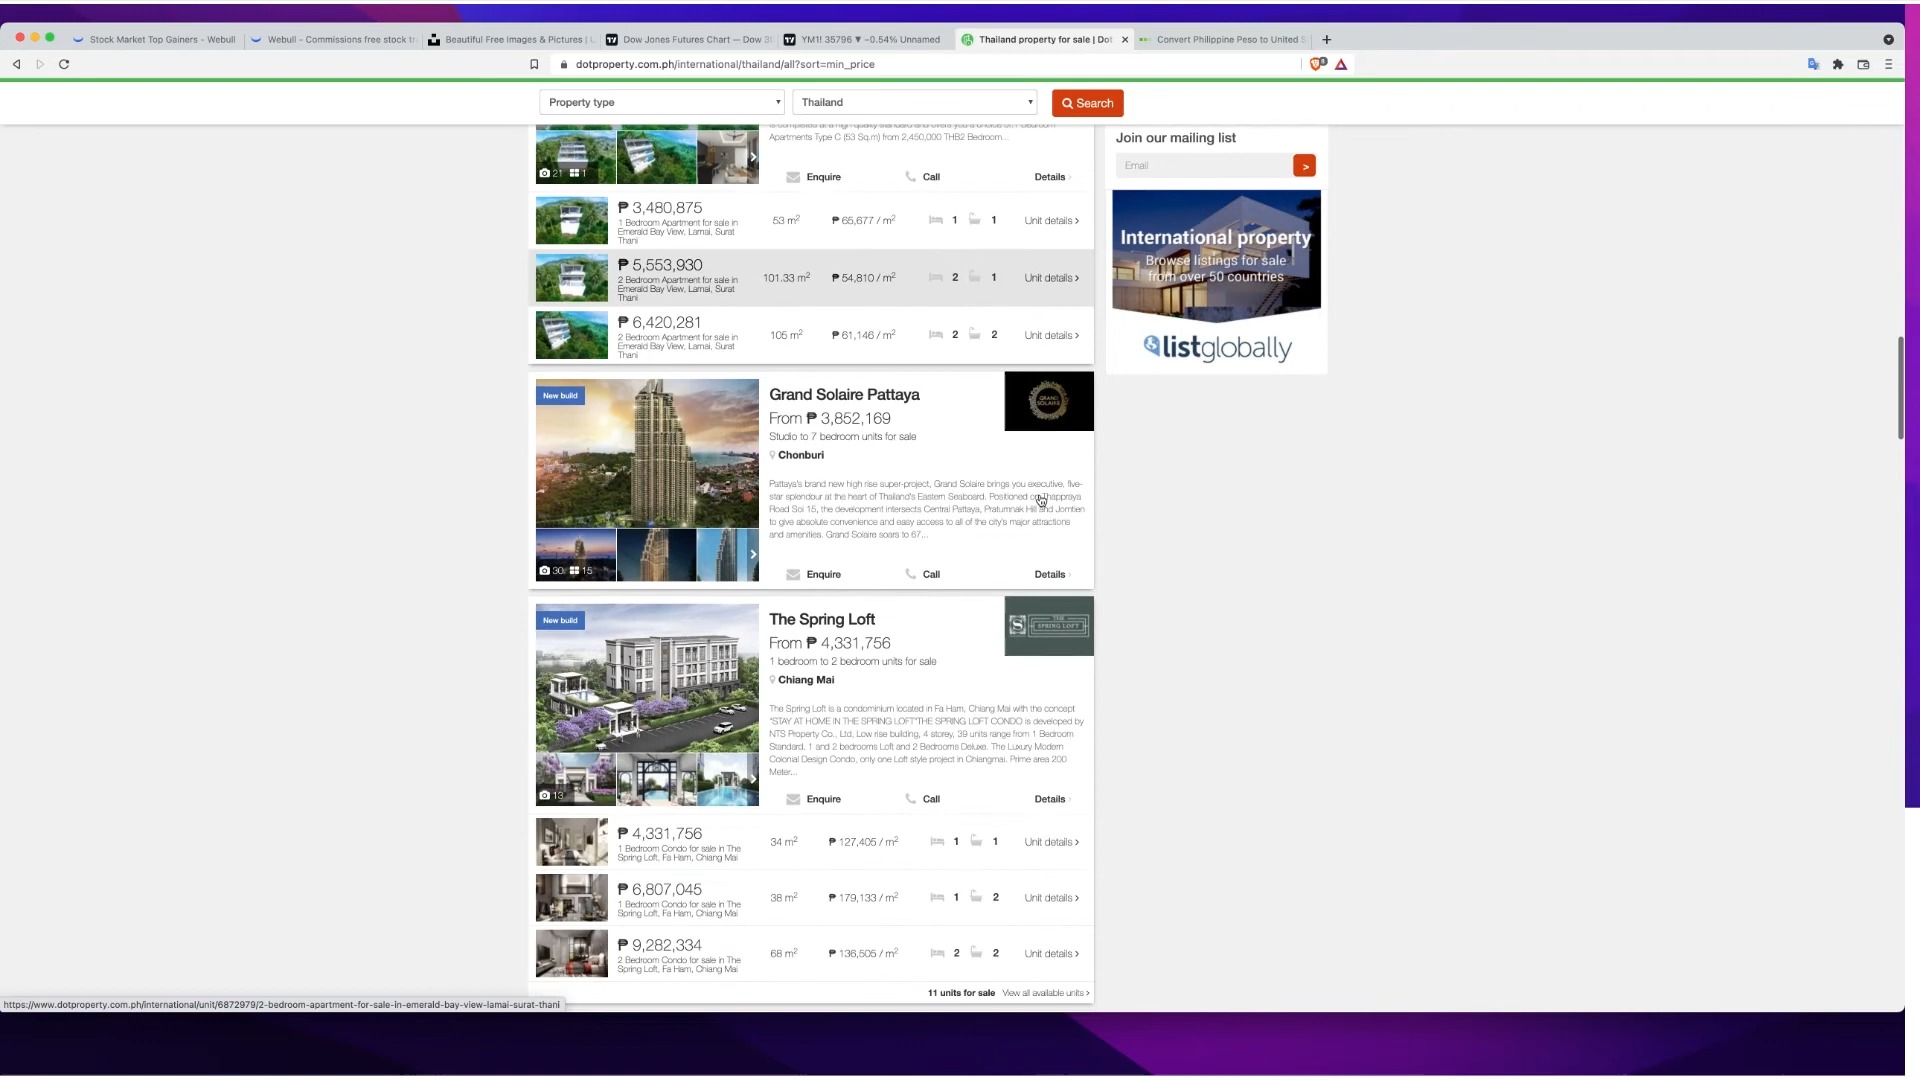 Stock Market Top Gainers - Webull
Webull – Commissions free stock tr
Beautiful Free Images & Pictures | U
Dow Jones Futures Chart — Dow 3
YM1! 35796 ▼ −0.54% Unnamed
Thailand property for sale | Dot
Convert Philippine Peso to United S
dotproperty.com.ph/international/thailand/all?sort=min_price
Property type
Thailand
Search
Apartments Type C (53 Sq.m) from 2,450,000 THB2 Bedroom...
21 1
Enquire
Call
Details
₱ 3,480,875
1 Bedroom Apartment for sale in
Emerald Bay View, Lamai, Surat
Thani
53 m²
₱ 65,677 / m²
1
1
Unit details >
₱ 5,553,930
2 Bedroom Apartment for sale in
Emerald Bay View, Lamai, Surat
Thani
101.33 m²
₱ 54,810 / m²
2
1
Unit details >
₱ 6,420,281
2 Bedroom Apartment for sale in
Emerald Bay View, Lamai, Surat
Thani
105 m²
₱ 61,146 / m²
2
2
Unit details >
Join our mailing list
Email
>
International property
Browse listings for sale
from over 50 countries
listglobally
New build
Grand Solaire Pattaya
From ₱ 3,852,169
Studio to 7 bedroom units for sale
Chonburi
GRAND
SOLAIRE
Pattaya's brand new high rise super-project, Grand Solaire brings you executive, five-
star splendour at the heart of Thailand's Eastern Seaboard. Positioned on Thappraya
Road Soi 15, the development intersects Central Pattaya, Pratumnak Hill and Jomtien
to give absolute convenience and easy access to all of the city's major attractions
and amenities. Grand Solaire soars to 67...
30 15
Enquire
Call
Details
New build
The Spring Loft
From ₱ 4,331,756
1 bedroom to 2 bedroom units for sale
Chiang Mai
S THE
SPRING LOFT
The Spring Loft is a condominium located in Fa Ham, Chiang Mai with the concept
"STAY AT HOME IN THE SPRING LOFT"THE SPRING LOFT CONDO is developed by
NTS Property Co., Ltd, Low rise building, 4 storey, 39 units range from 1 Bedroom
Standard, 1 and 2 bedrooms Loft and 2 Bedrooms Deluxe. The Luxury Modern
Colonial Design Condo, only one Loft style project in Chiangmai. Prime area 200
Meter...
13
Enquire
Call
Details
₱ 4,331,756
1 Bedroom Condo for sale in The
Spring Loft, Fa Ham, Chiang Mai
34 m²
₱ 127,405 / m²
1
1
Unit details >
₱ 6,807,045
1 Bedroom Condo for sale in The
Spring Loft, Fa Ham, Chiang Mai
38 m²
₱ 179,133 / m²
1
2
Unit details >
₱ 9,282,334
2 Bedroom Condo for sale in The
Spring Loft, Fa Ham, Chiang Mai
68 m²
₱ 136,505 / m²
2
2
Unit details >
11 units for sale View all available units >
https://www.dotproperty.com.ph/international/unit/6872979/2-bedroom-apartment-for-sale-in-emerald-bay-view-lamai-surat-thani